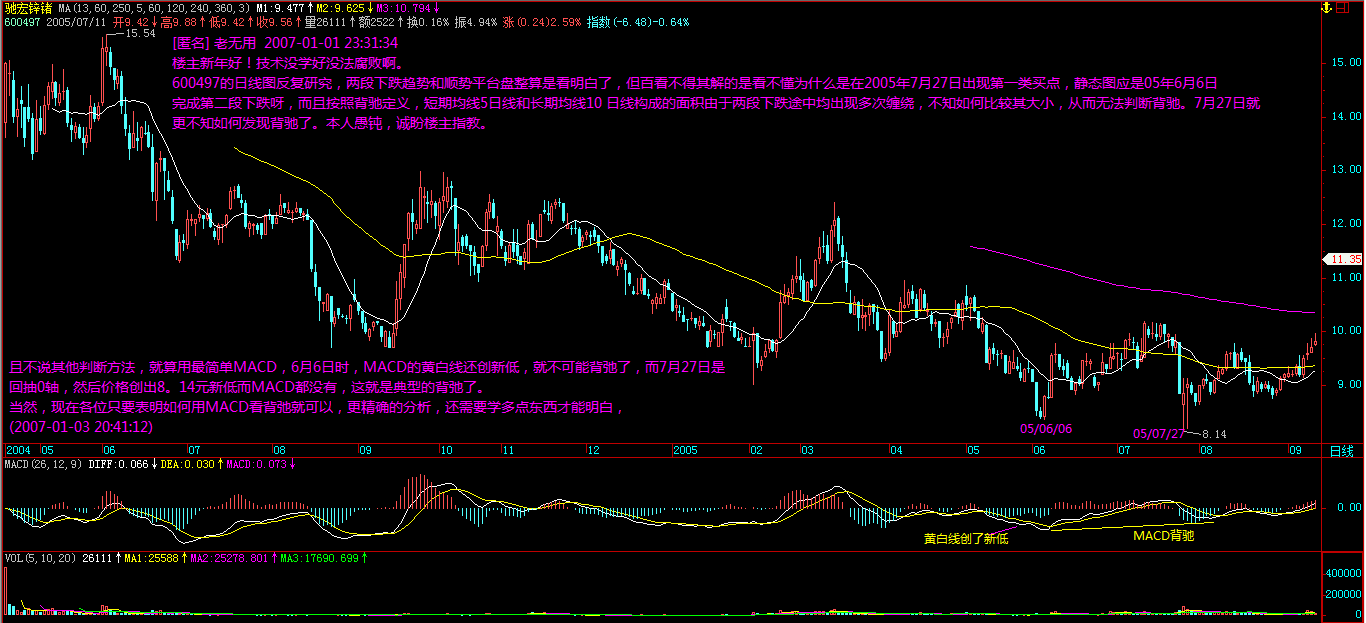 驰宏锌锗 MA(13,60,250,5,60,120,240,360,3) M1:9.477↑M2:9.625↓M3:10.794↓
600497 2005/07/11 开9.42↓高9.88↑低9.42↑收9.56↑量26111↑额2522↑换0.16% 振4.94% 涨(0.24)2.59% 指数(-6.48)-0.64%
15.54
[匿名] 老无用 2007-01-01 23:31:34
楼主新年好！技术没学好没法腐败啊。
600497的日线图反复研究，两段下跌趋势和顺势平台盘整算是看明白了，但百看不得其解的是看不懂为什么是在2005年7月27日出现第一类买点，静态图应是05年6月6日
完成第二段下跌呀，而且按照背驰定义，短期均线5日线和长期均线10 日线构成的面积由于两段下跌途中均出现多次缠绕，不知如何比较其大小，从而无法判断背驰。7月27日就
更不知如何发现背驰了。本人愚钝，诚盼楼主指教。
15.00
14.00
13.00
12.00
11.35
11.00
10.00
9.00
且不说其他判断方法，就算用最简单MACD，6月6日时，MACD的黄白线还创新低，就不可能背驰了，而7月27日是
回抽0轴，然后价格创出8。14元新低而MACD都没有，这就是典型的背弛了。
当然，现在各位只要表明如何用MACD看背弛就可以，更精确的分析，还需要学多点东西才能明白，
(2007-01-03 20:41:12)
05/06/06
05/07/27
8.14
2004 05 06 07 08 09 10 11 12 2005 02 03 04 05 06 07 08 09 日线
MACD(26,12,9) DIFF:0.066↓DEA:0.030↑MACD:0.073↓
0.00
黄白线创了新低
MACD背驰
VOL(5,10,20) 26111↑MA1:25588↑MA2:25278.801↑MA3:17690.699↑
400000
200000
0